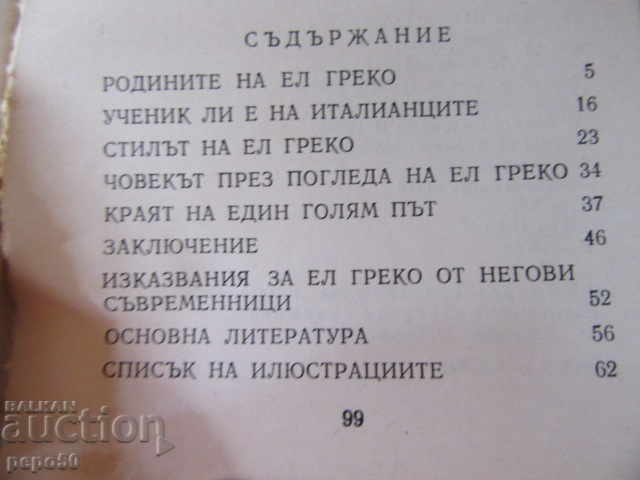 СЪДЪРЖАНИЕ
РОДИНИТЕ НА ЕЛ ГРЕКО 5
УЧЕНИК ЛИ Е НА ИТАЛИАНЦИТЕ 16
СТИЛЪТ НА ЕЛ ГРЕКО 23
ЧОВЕКЪТ ПРЕЗ ПОГЛЕДА НА ЕЛ ГРЕКО 34
КРАЯТ НА ЕДИН ГОЛЯМ ПЪТ 37
ЗАКЛЮЧЕНИЕ 46
ИЗКАЗВАНИЯ ЗА ЕЛ ГРЕКО ОТ НЕГОВИ
СЪВРЕМЕННИЦИ 52
ОСНОВНА ЛИТЕРАТУРА 56
СПИСЪК НА ИЛЮСТРАЦИИТЕ 62
99
BALKAN
auction
pepo50